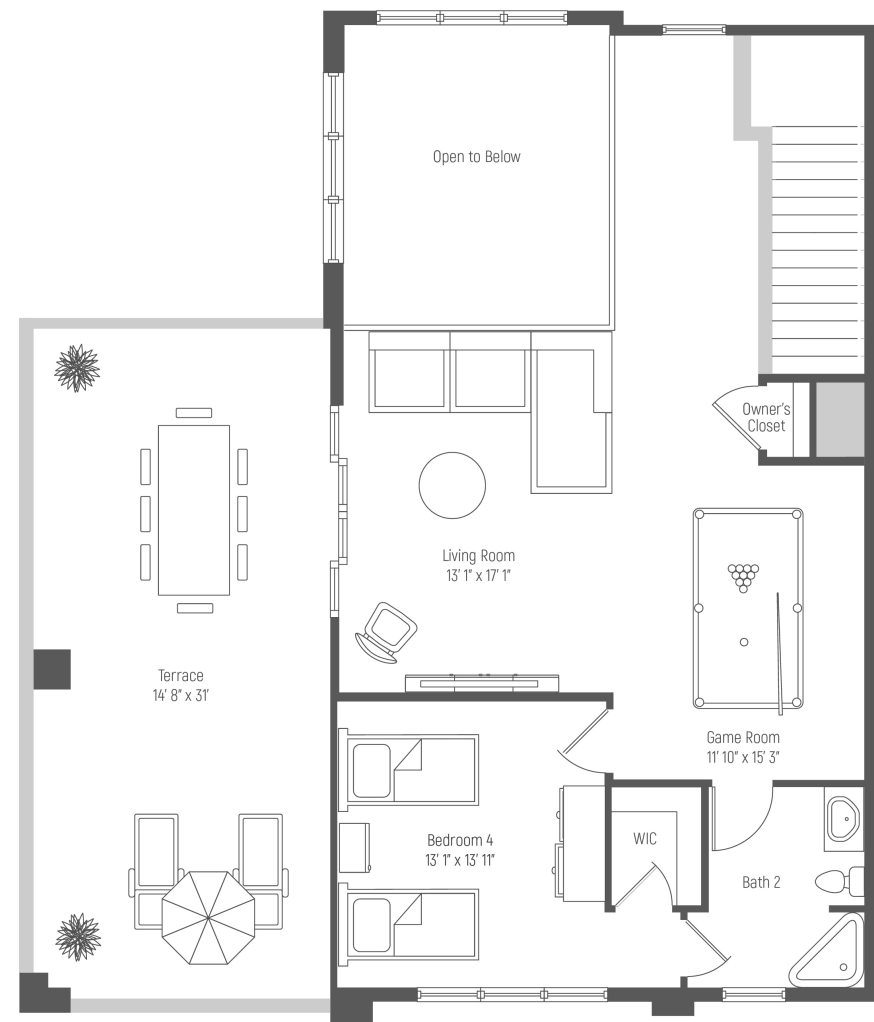 Open to Below
Owner's
Closet
Living Room
13' 1" x 17' 1"
Terrace
14' 8" x 31'
Game Room
11' 10" x 15' 3"
Bedroom 4
13' 1" x 13' 11"
WIC
Bath 2